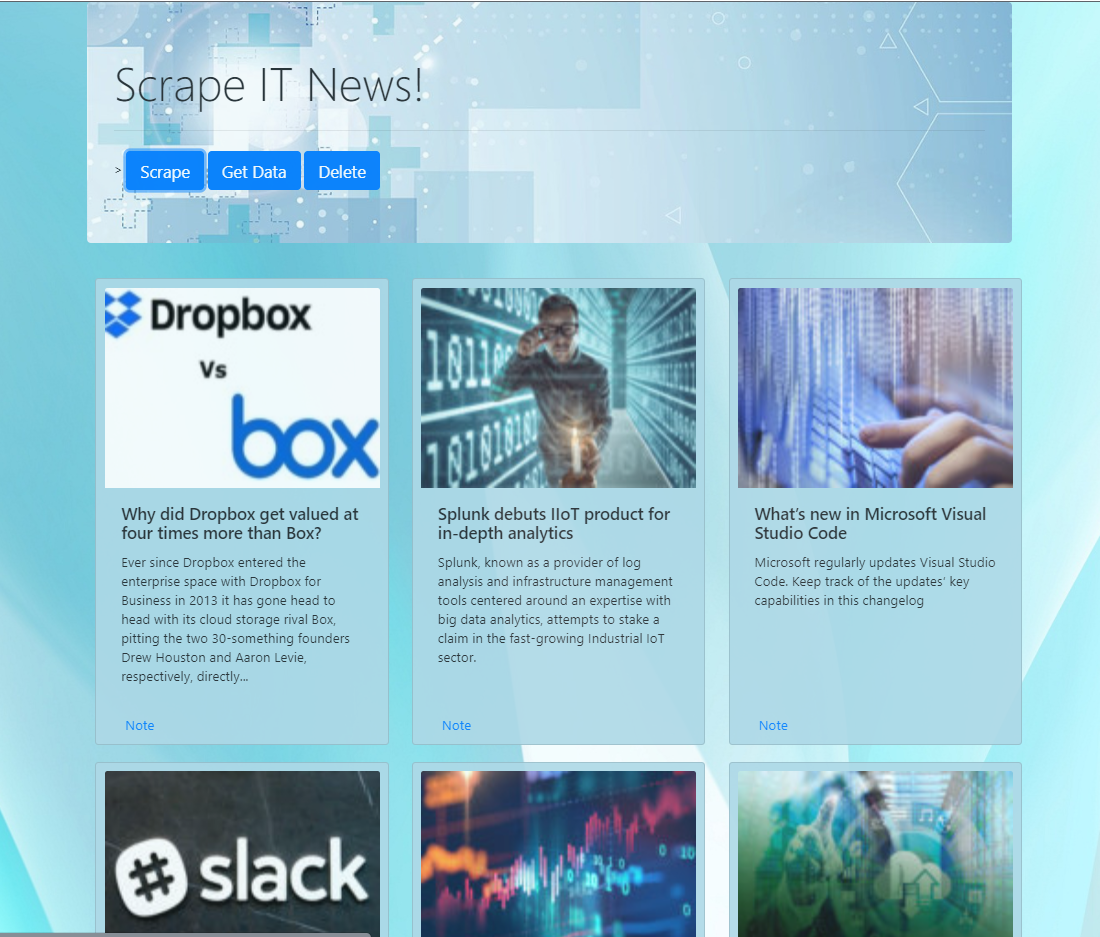 Scrape IT News!
> Scrape Get Data Delete
Dropbox
Vs
box
Why did Dropbox get valued at
four times more than Box?
Ever since Dropbox entered the
enterprise space with Dropbox for
Business in 2013 it has gone head to
head with its cloud storage rival Box,
pitting the two 30-something founders
Drew Houston and Aaron Levie,
respectively, directly...
Note
Splunk debuts IIoT product for
in-depth analytics
Splunk, known as a provider of log
analysis and infrastructure management
tools centered around an expertise with
big data analytics, attempts to stake a
claim in the fast-growing Industrial IoT
sector.
Note
What’s new in Microsoft Visual
Studio Code
Microsoft regularly updates Visual Studio
Code. Keep track of the updates’ key
capabilities in this changelog
Note
slack